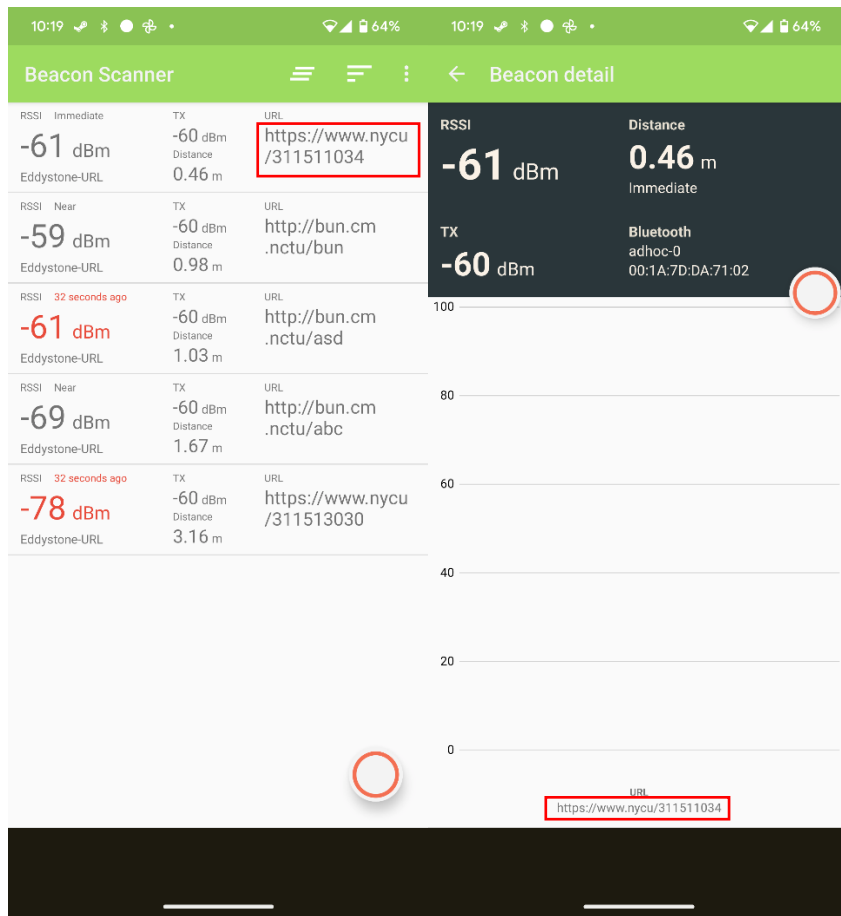 10:19
64%
Beacon Scanner
RSSI Immediate
-61 dBm
Eddystone-URL
TX
-60 dBm
Distance
0.46 m
URL
https://www.nycu
/311511034
RSSI Near
-59 dBm
Eddystone-URL
TX
-60 dBm
Distance
0.98 m
URL
http://bun.cm
.nctu/bun
RSSI 32 seconds ago
-61 dBm
Eddystone-URL
TX
-60 dBm
Distance
1.03 m
URL
http://bun.cm
.nctu/asd
RSSI Near
-69 dBm
Eddystone-URL
TX
-60 dBm
Distance
1.67 m
URL
http://bun.cm
.nctu/abc
RSSI 32 seconds ago
-78 dBm
Eddystone-URL
TX
-60 dBm
Distance
3.16 m
URL
https://www.nycu
/311513030
10:19
64%
Beacon detail
RSSI
-61 dBm
Distance
0.46 m
Immediate
TX
-60 dBm
Bluetooth
adhoc-0
00:1A:7D:DA:71:02
100
80
60
40
20
0
URL
https://www.nycu/311511034